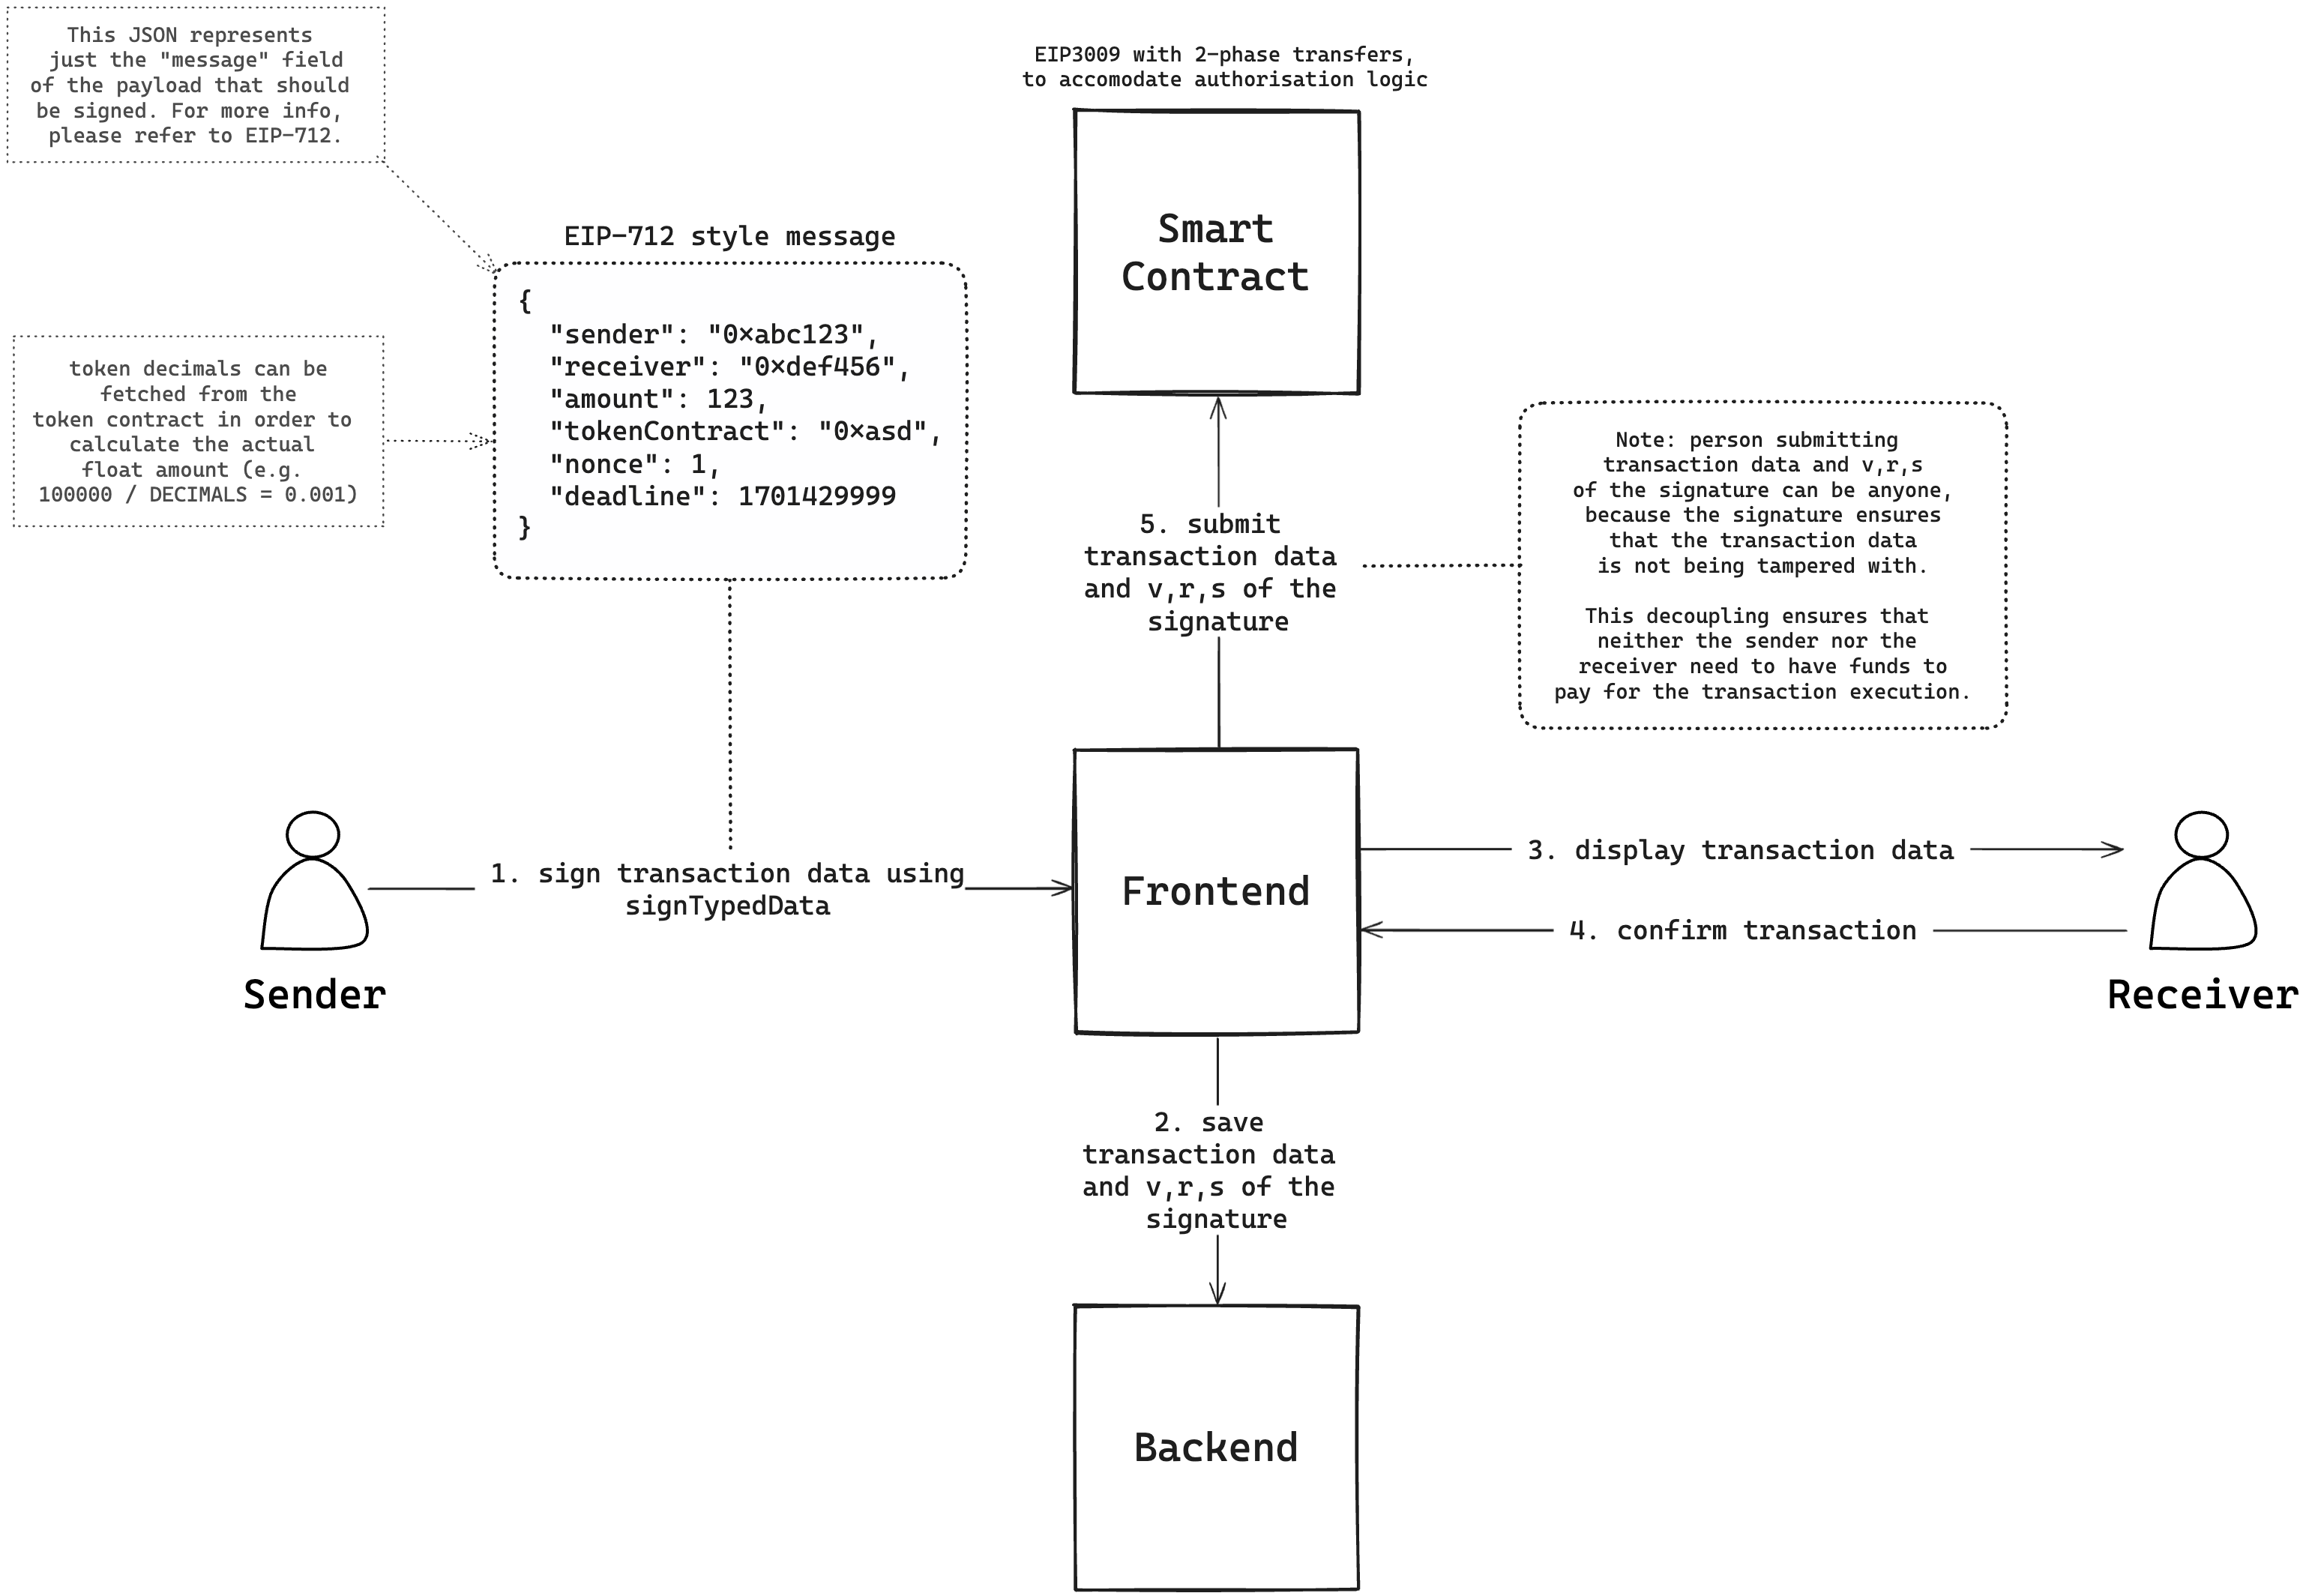 This JSON represents
just the "message" field
of the payload that should
be signed. For more info,
please refer to EIP-712.
EIP3009 with 2-phase transfers,
to accomodate authorisation logic
Smart
Contract
EIP-712 style message
{
"sender": "0×abc123",
"receiver": "0×def456",
"amount": 123,
"tokenContract": "0×asd",
"nonce": 1,
"deadline": 1701429999
}
token decimals can be
fetched from the
token contract in order to
calculate the actual
float amount (e.g.
100000 / DECIMALS = 0.001)
Note: person submitting
transaction data and v,r,s
of the signature can be anyone,
because the signature ensures
that the transaction data
is not being tampered with.
This decoupling ensures that
neither the sender nor the
receiver need to have funds to
pay for the transaction execution.
5. submit
transaction data
and v,r,s of the
signature
Sender
1. sign transaction data using
signTypedData
Frontend
3. display transaction data
4. confirm transaction
Receiver
2. save
transaction data
and v,r,s of the
signature
Backend